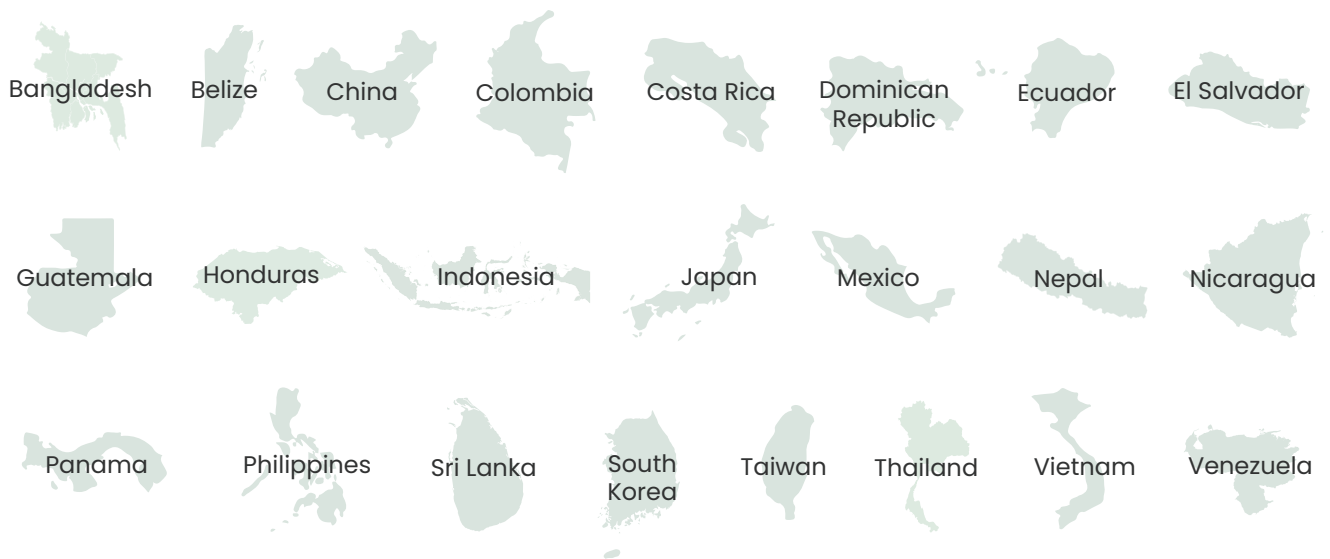 Bangladesh
Belize
China
Colombia
Costa Rica
Dominican
Republic
Ecuador
El Salvador
Guatemala
Honduras
Indonesia
Japan
Mexico
Nepal
Nicaragua
Panama
Philippines
Sri Lanka
South
Korea
Taiwan
Thailand
Vietnam
Venezuela